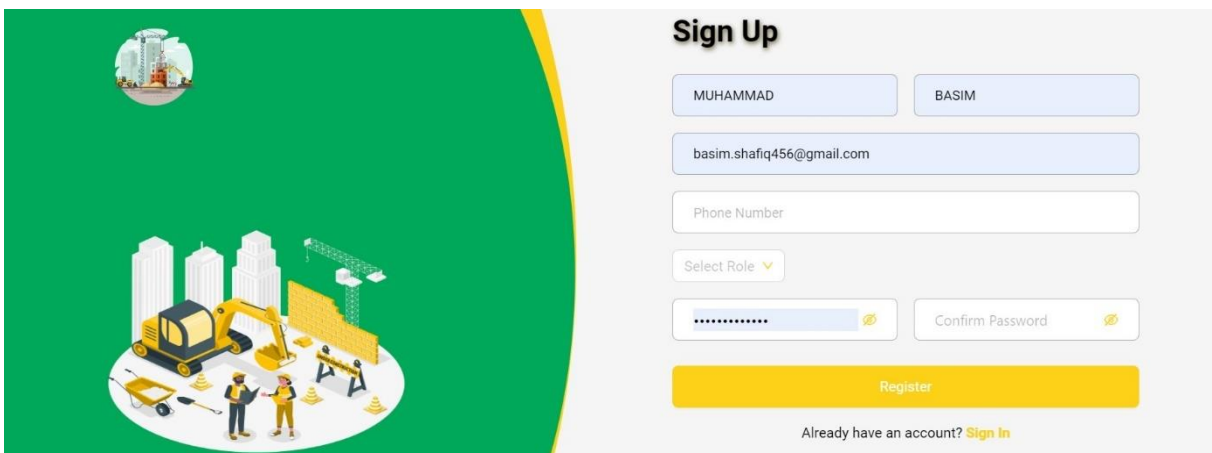 Sign Up
MUHAMMAD BASIM
basim.shafiq456@gmail.com
Phone Number
Select Role
••••••••••••• Confirm Password
Register
Already have an account? Sign In